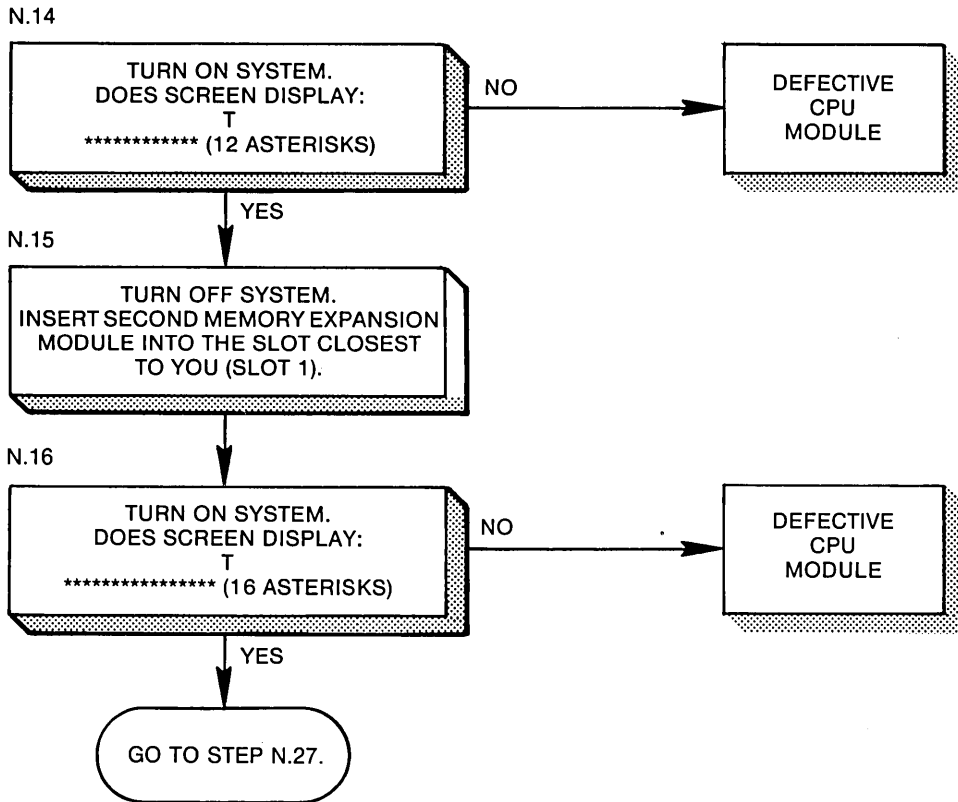 N.14
TURN ON SYSTEM.
DOES SCREEN DISPLAY:
T
************ (12 ASTERISKS)
NO
DEFECTIVE
CPU
MODULE
YES
N.15
TURN OFF SYSTEM.
INSERT SECOND MEMORY EXPANSION
MODULE INTO THE SLOT CLOSEST
TO YOU (SLOT 1).
N.16
TURN ON SYSTEM.
DOES SCREEN DISPLAY:
T
**************** (16 ASTERISKS)
NO
DEFECTIVE
CPU
MODULE
YES
GO TO STEP N.27.